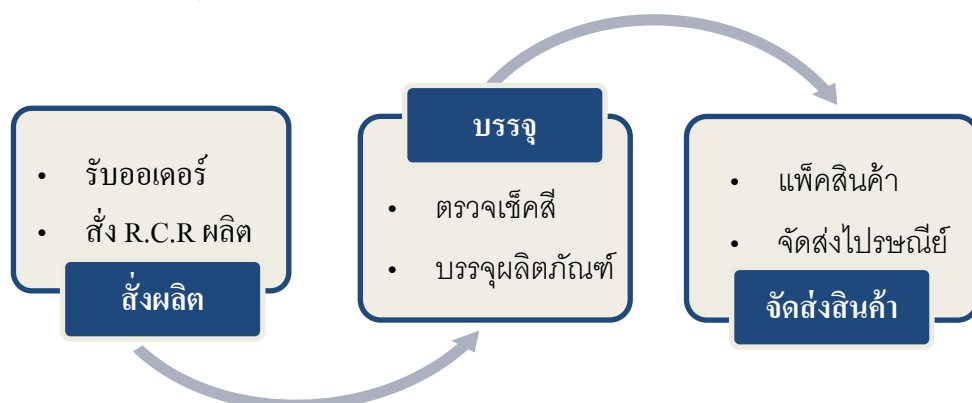 • รับออเดอร์
• สั่ง R.C.R ผลิต
สั่งผลิต
บรรจุ
• ตรวจเช็คสี
• บรรจุผลิตภัณฑ์
• แพ็คสินค้า
• จัดส่งไปรษณีย์
จัดส่งสินค้า